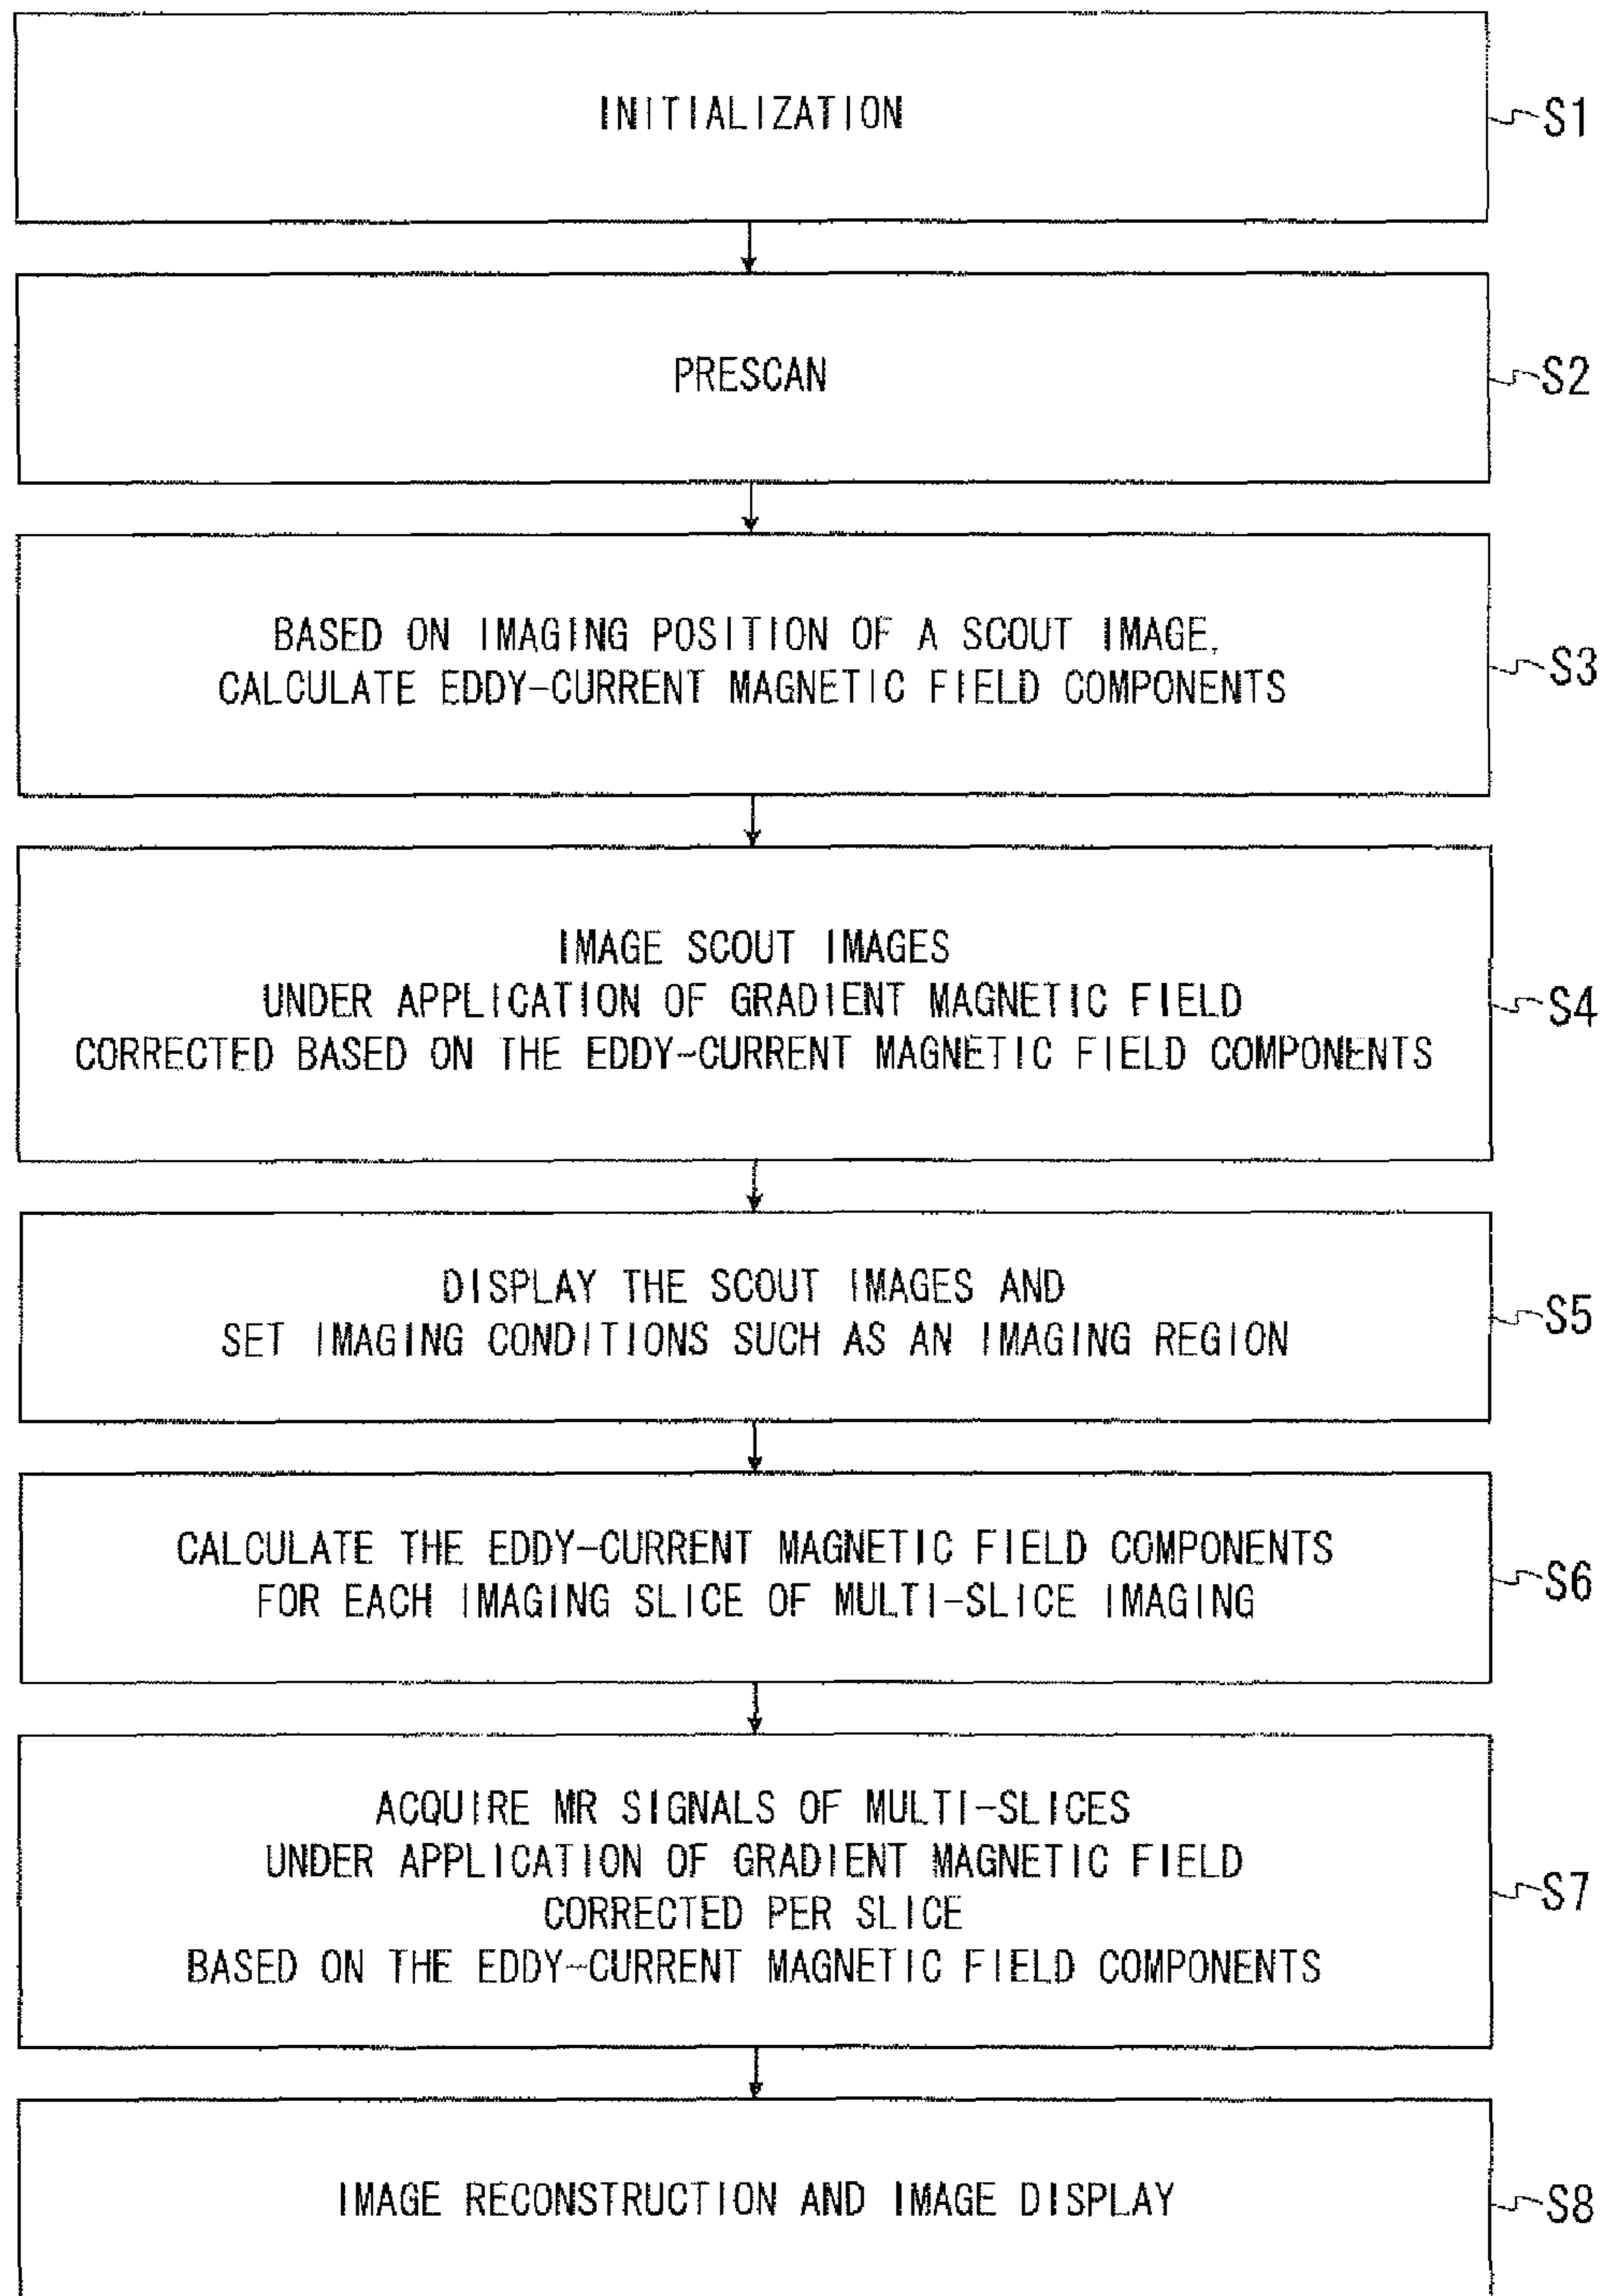 INITIALIZATION
S1
PRESCAN
S2
BASED ON IMAGING POSITION OF A SCOUT IMAGE,
CALCULATE EDDY-CURRENT MAGNETIC FIELD COMPONENTS
S3
IMAGE SCOUT IMAGES
UNDER APPLICATION OF GRADIENT MAGNETIC FIELD
CORRECTED BASED ON THE EDDY-CURRENT MAGNETIC FIELD COMPONENTS
S4
DISPLAY THE SCOUT IMAGES AND
SET IMAGING CONDITIONS SUCH AS AN IMAGING REGION
S5
CALCULATE THE EDDY-CURRENT MAGNETIC FIELD COMPONENTS
FOR EACH IMAGING SLICE OF MULTI-SLICE IMAGING
S6
ACQUIRE MR SIGNALS OF MULTI-SLICES
UNDER APPLICATION OF GRADIENT MAGNETIC FIELD
CORRECTED PER SLICE
BASED ON THE EDDY-CURRENT MAGNETIC FIELD COMPONENTS
S7
IMAGE RECONSTRUCTION AND IMAGE DISPLAY
S8